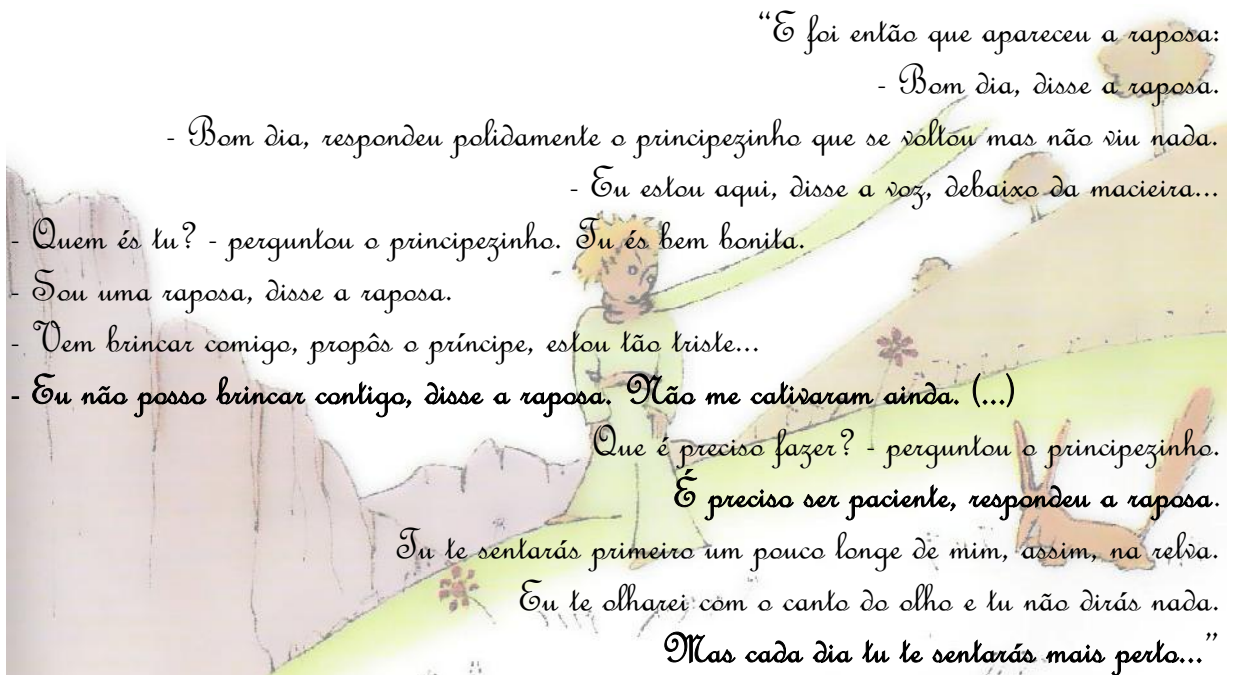 “E foi então que apareceu a raposa:
- Bom dia, disse a raposa.
- Bom dia, respondeu polidamente o principezinho que se voltou mas não viu nada.
- Eu estou aqui, disse a voz, debaixo da macieira...
- Quem és tu? - perguntou o principezinho. Tu és bem bonita.
- Sou uma raposa, disse a raposa.
- Vem brincar comigo, propôs o príncipe, estou tão triste...
- Eu não posso brincar contigo, disse a raposa. Não me cativaram ainda. (...)
Que é preciso fazer? - perguntou o principezinho.
É preciso ser paciente, respondeu a raposa.
Tu te sentarás primeiro um pouco longe de mim, assim, na relva.
Eu te olharei com o canto do olho e tu não dirás nada.
Mas cada dia tu te sentarás mais perto...”